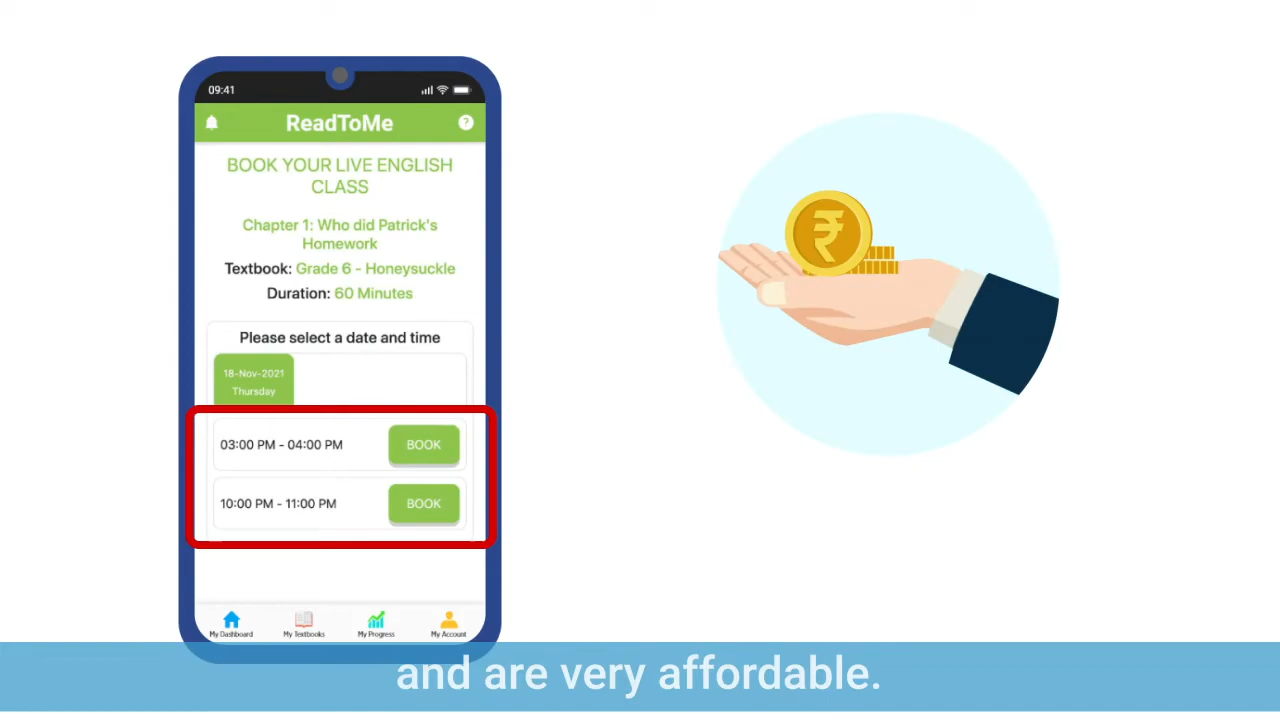 09:41
ReadToMe
?
BOOK YOUR LIVE ENGLISH
CLASS
Chapter 1: Who did Patrick's
Homework
Textbook: Grade 6 - Honeysuckle
Duration: 60 Minutes
Please select a date and time
18-Nov-2021
Thursday
03:00 PM - 04:00 PM BOOK
10:00 PM - 11:00 PM BOOK
My Dashboard My Textbooks My Progress My Account
₹
and are very affordable.